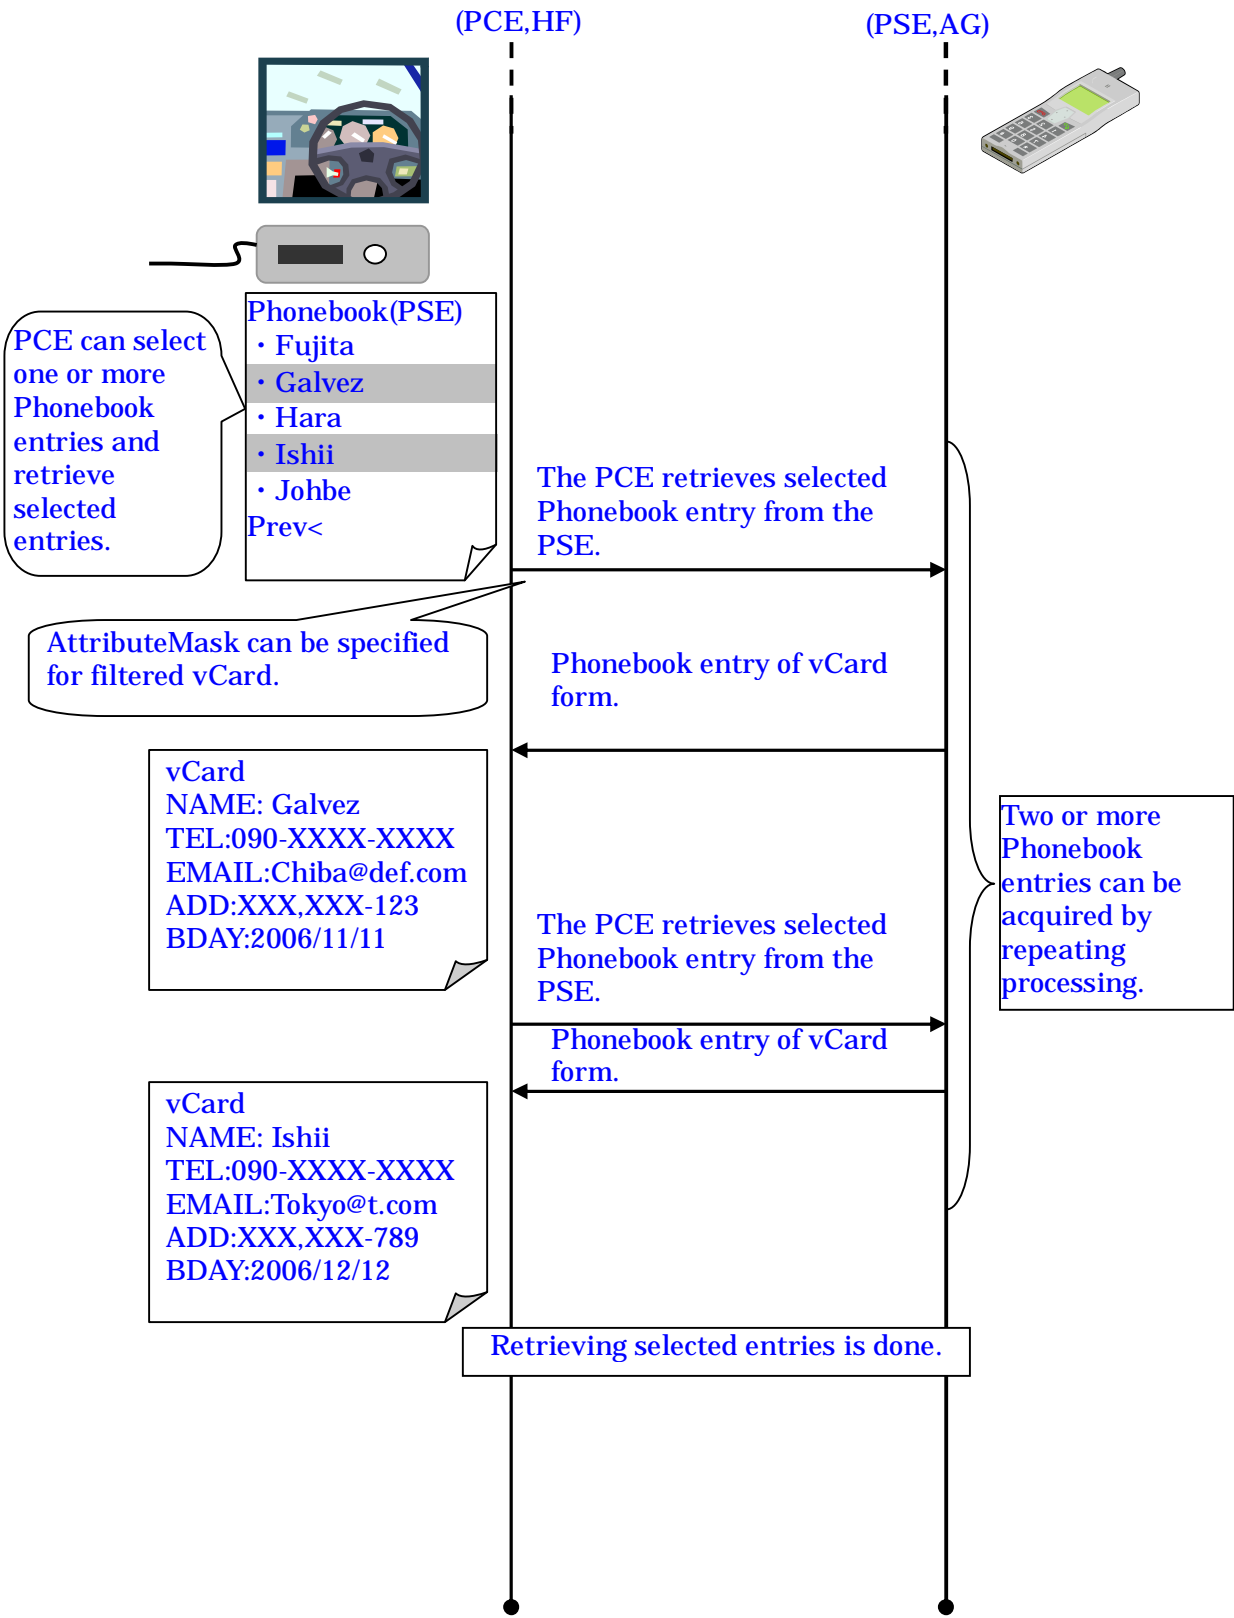 (PCE,HF)
(PSE,AG)
PCE can select
one or more
Phonebook
entries and
retrieve
selected
entries.
Phonebook(PSE)
・Fujita
・Galvez
・Hara
・Ishii
・Johbe
Prev<
The PCE retrieves selected
Phonebook entry from the
PSE.
AttributeMask can be specified
for filtered vCard.
Phonebook entry of vCard
form.
vCard
NAME: Galvez
TEL:090-XXXX-XXXX
EMAIL:Chiba@def.com
ADD:XXX,XXX-123
BDAY:2006/11/11
Two or more
Phonebook
entries can be
acquired by
repeating
processing.
The PCE retrieves selected
Phonebook entry from the
PSE.
Phonebook entry of vCard
form.
vCard
NAME: Ishii
TEL:090-XXXX-XXXX
EMAIL:Tokyo@t.com
ADD:XXX,XXX-789
BDAY:2006/12/12
Retrieving selected entries is done.